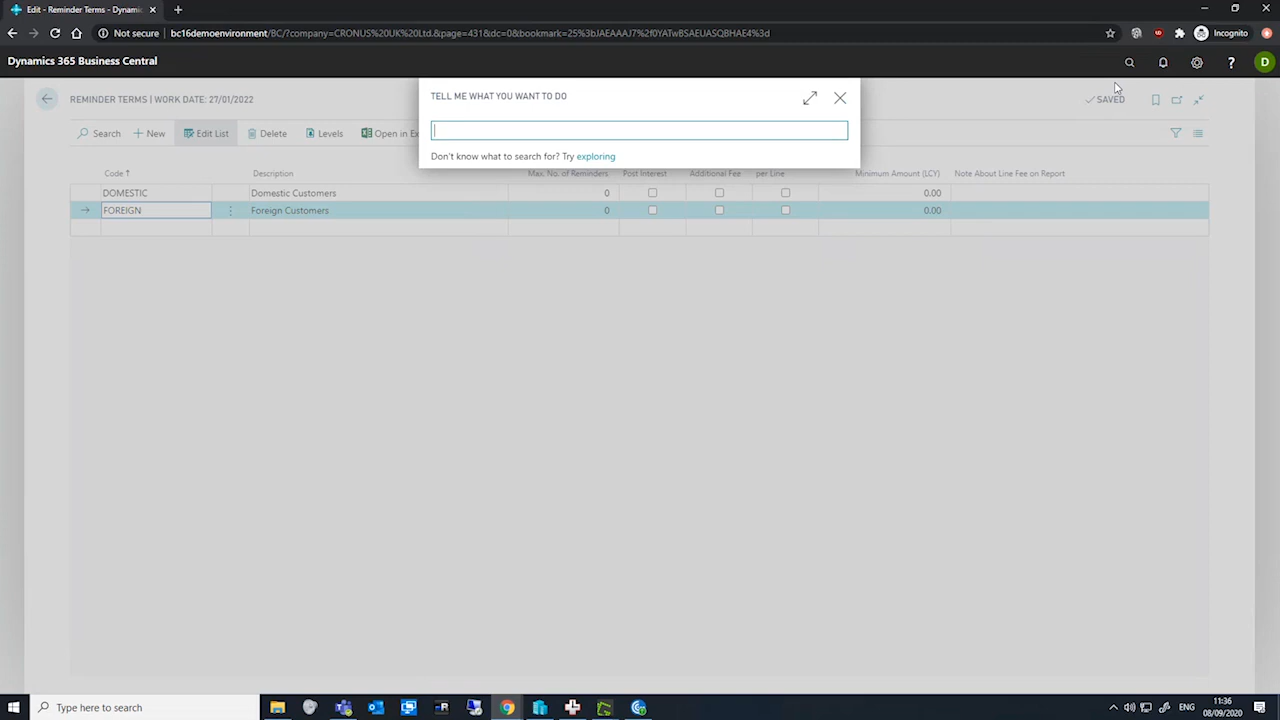 Edit - Reminder Terms - Dynamic
Not secure
bc16demoenvironment/BC/?company=CRONUS%20UK%20Ltd.&page=431&dc=0&bookmark=25%3bJAEAAAJ7%2f0YATwBSAEUASQBHAE4%3d
Incognito
Dynamics 365 Business Central
D
REMINDER TERMS | WORK DATE: 27/01/2022
TELL ME WHAT YOU WANT TO DO
SAVED
Search
New
Edit List
Delete
Levels
Open in Ex
Don't know what to search for? Try exploring
Code ↑
Description
Max. No. of Reminders
Post Interest
Additional Fee
per Line
Minimum Amount (LCY)
Note About Line Fee on Report
DOMESTIC
Domestic Customers
0
0.00
FOREIGN
Foreign Customers
0
0.00
Type here to search
ENG
11:36
08/09/2020